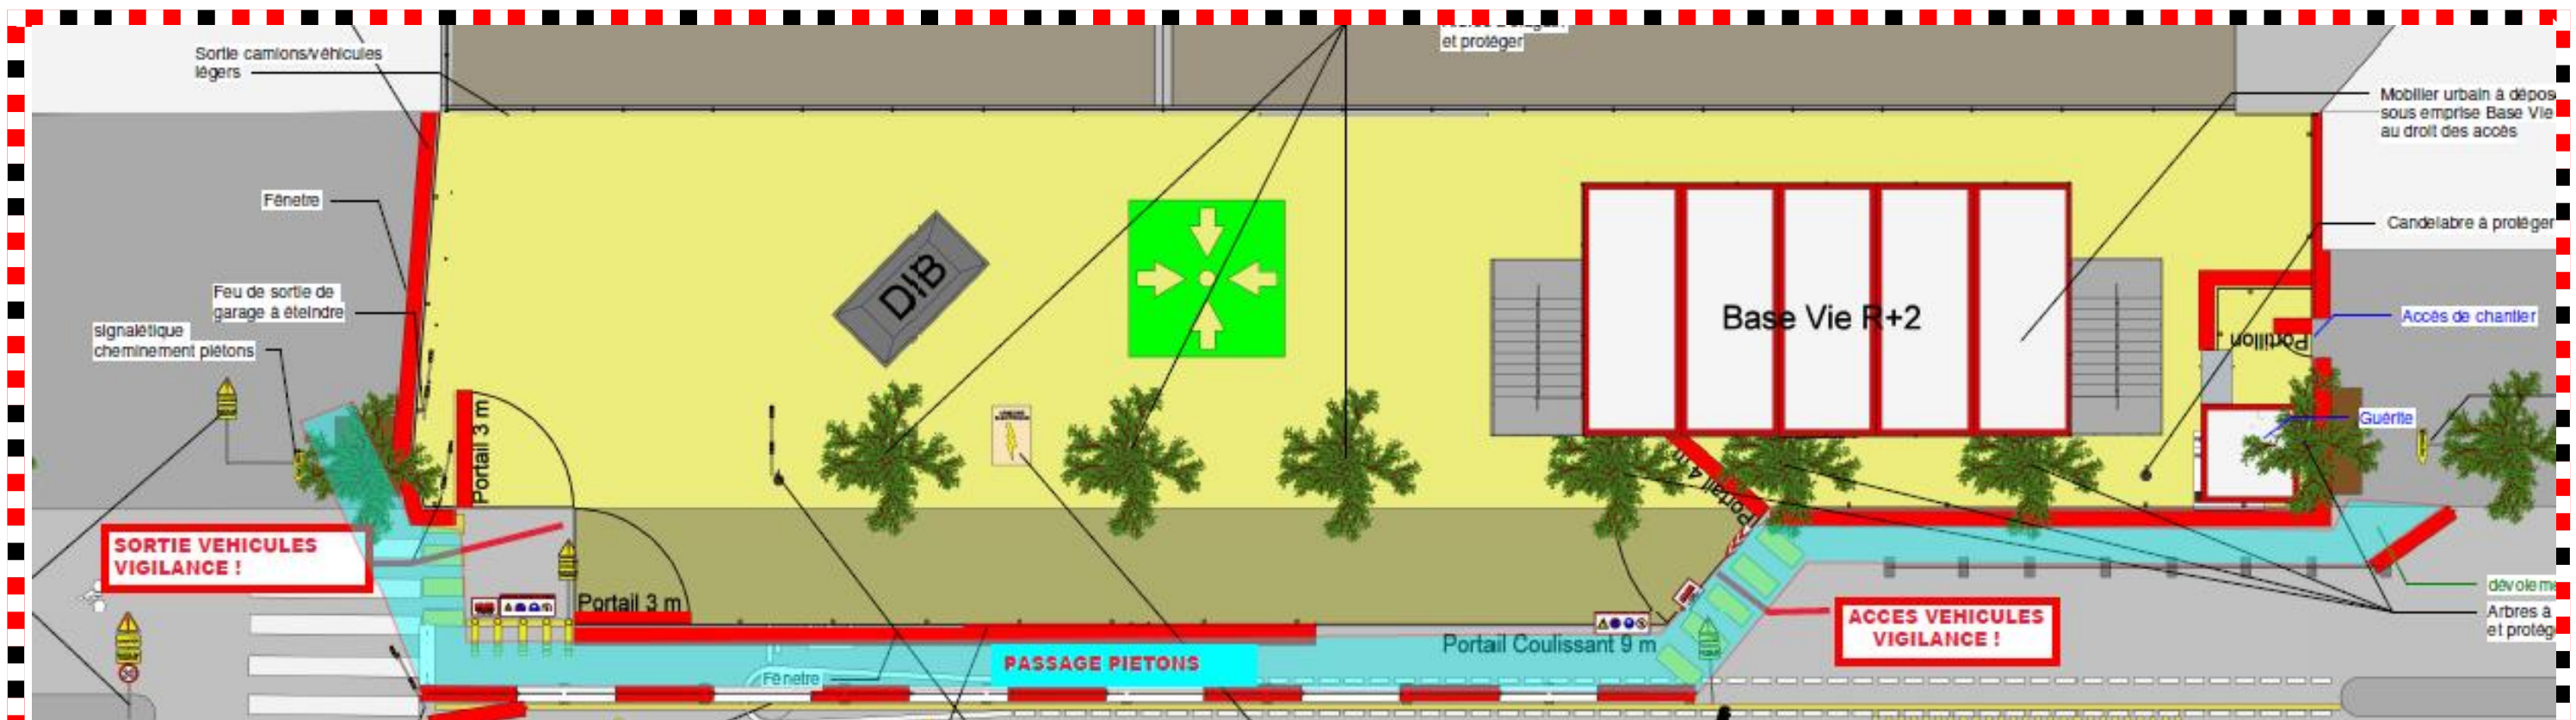 Sortie camions/véhicules
légers
et protéger
Mobilier urbain à dépos
sous emprise Base Vie
au droit des accès
Fênetre
Candelabre à protéger
Feu de sortie de
garage à éteindre
signalétique
cheminement piétons
DIB
Base Vie R+2
Accès de chantier
Portillon
Guérite
Portail 3 m
Portail 4 m
SORTIE VEHICULES
VIGILANCE !
Portail 3 m
ACCES VEHICULES
VIGILANCE !
dévoieme
Arbres à
et protég
Portail Coulissant 9 m
PASSAGE PIETONS
Fênetre